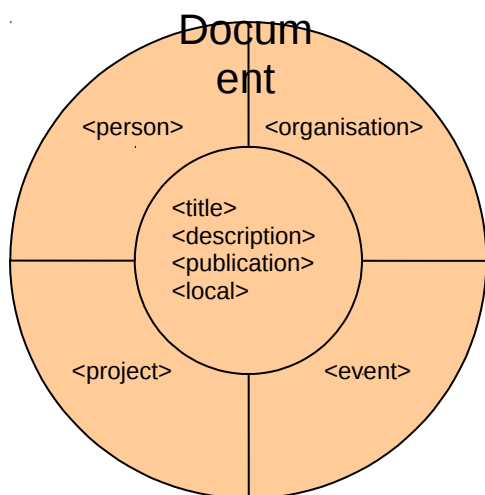 Docum
ent
<person> <organisation>
<title>
<description>
<publication>
<local>
<project> <event>